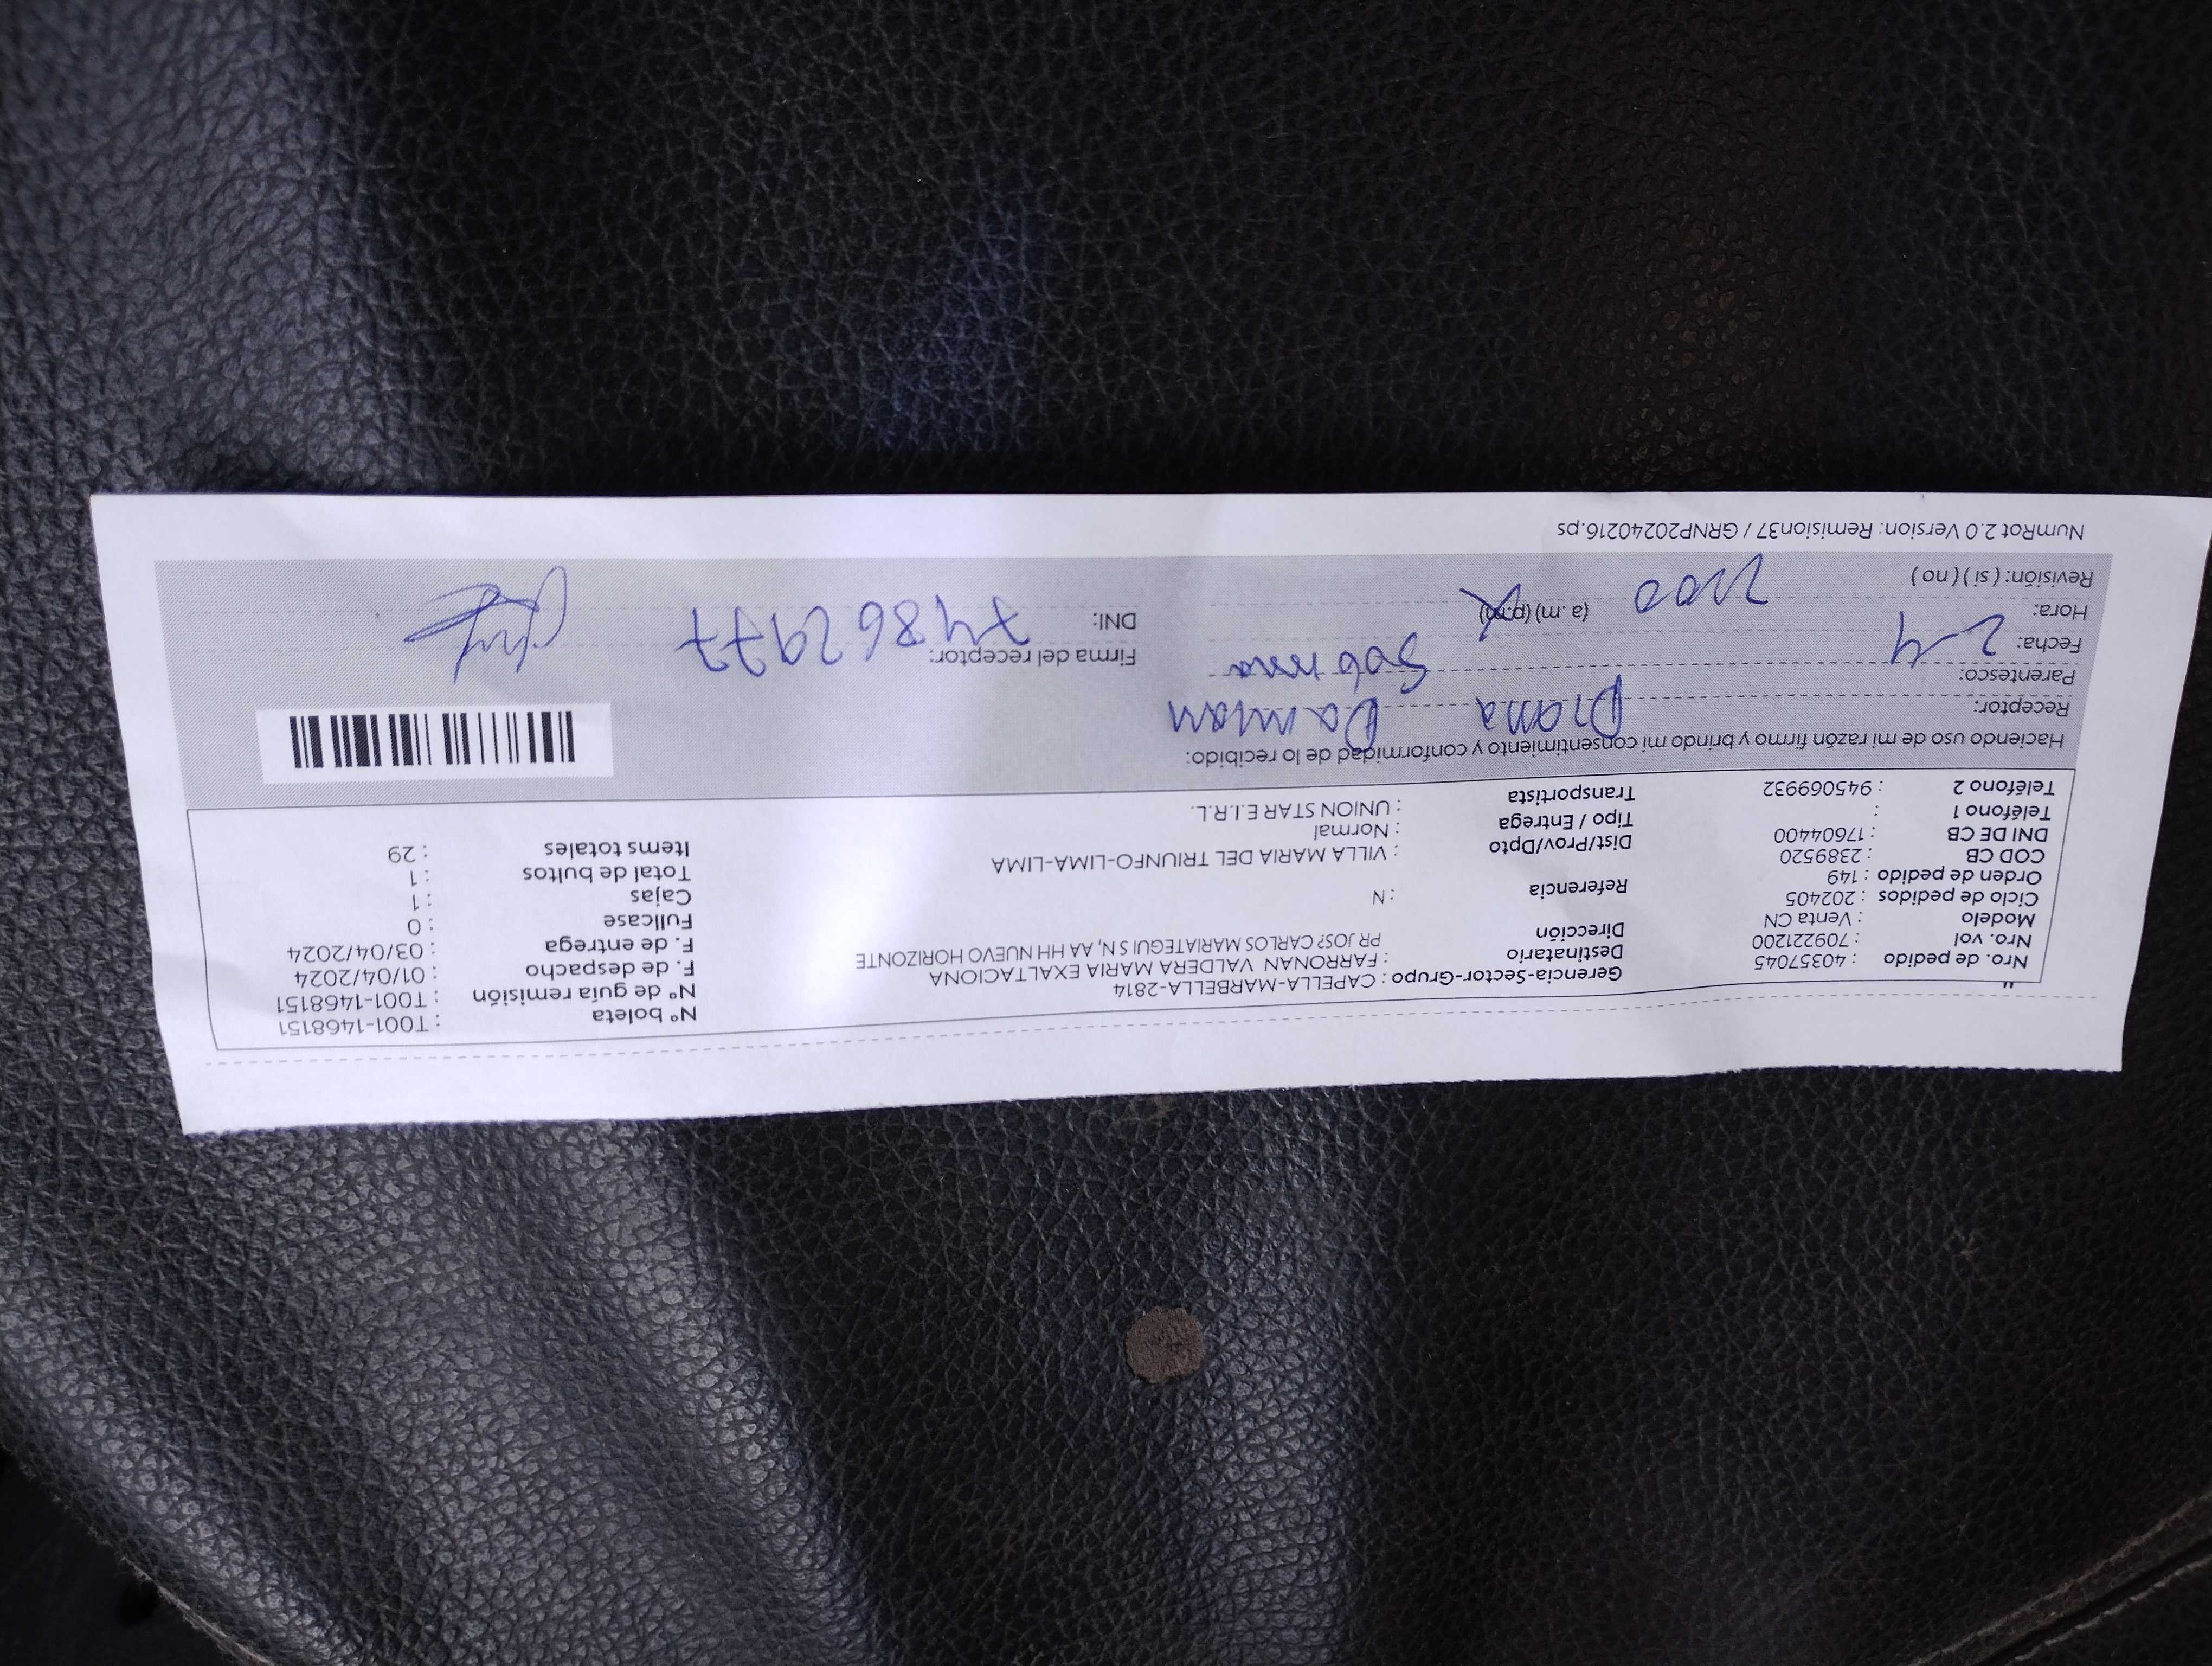 Nro. de pedido : 40357045 Gerencia-Sector-Grupo : CAPELLA-MARBELLA-2814 Nº boleta : T001-1468151
Nro. vol : 709221200 Destinatario : FARRONAN VALDERA MARIA EXALTACIONA Nº de guía remisión : T001-1468151
Modelo : Venta CN Dirección PR JOS? CARLOS MARIATEGUI S N, AA HH NUEVO HORIZONTE F. de despacho : 01/04/2024
Ciclo de pedidos : 202405 F. de entrega : 03/04/2024
Orden de pedido : 149 Referencia : N Fullcase : 0
COD CB : 2389520 Cajas : 1
DNI DE CB : 17604400 Dist/Prov/Dpto : VILLA MARIA DEL TRIUNFO-LIMA-LIMA Total de bultos : 1
Teléfono 1 : Tipo / Entrega : Normal Items totales : 29
Teléfono 2 : 945069932 Transportista : UNION STAR E.I.R.L.
Haciendo uso de mi razón firmo y brindo mi consentimiento y conformidad de lo recibido:
Receptor: Diana Damian
Parentesco: Sobrina
Fecha: 2-4 Firma del receptor:
Hora: (a.m) (p.m) DNI: 74862977
Revisión: ( si ) ( no )
NumRot 2.0 Version: Remision37 / GRNP20240216.ps